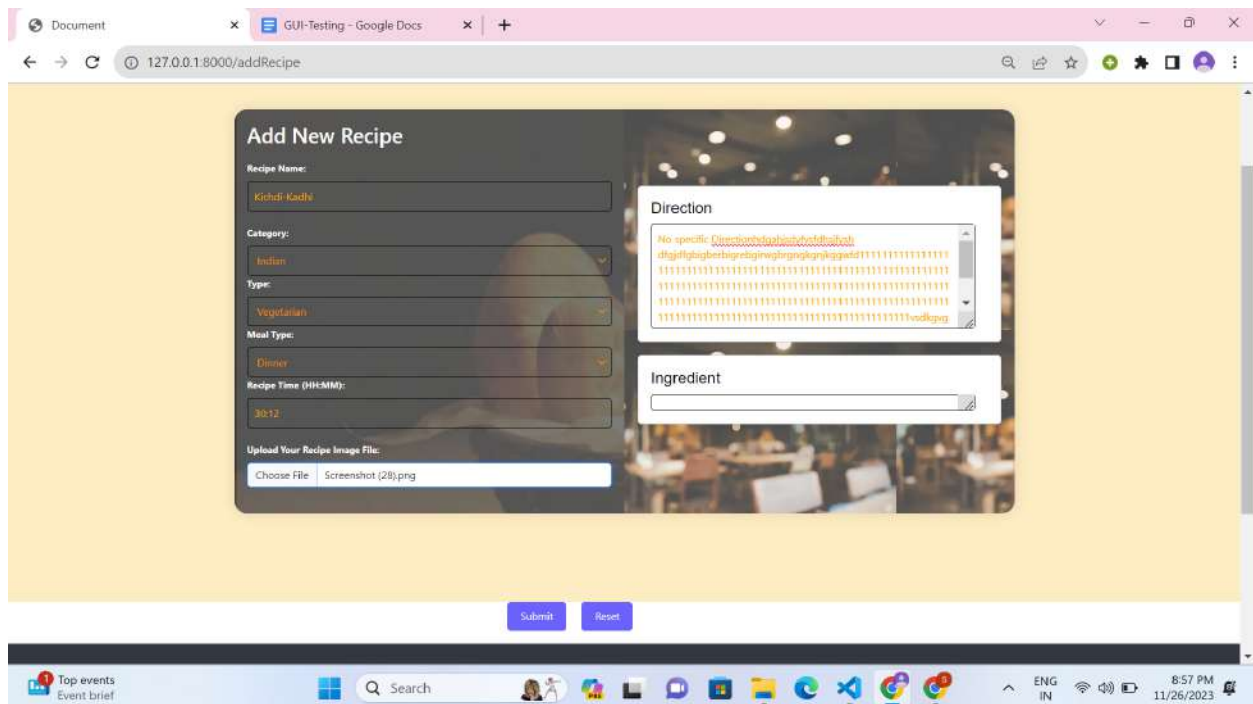 Document
GUI-Testing - Google Docs
127.0.0.1:8000/addRecipe
Add New Recipe
Recipe Name:
Kichdi-Kadhi
Category:
Indian
Type:
Vegetarian
Meal Type:
Dinner
Recipe Time (HH:MM):
30:12
Upload Your Recipe Image File:
Choose File Screenshot (28).png
Direction
No specific
Ingredient
Submit Reset
Top events
Event brief
Search
ENG
IN
8:57 PM
11/26/2023